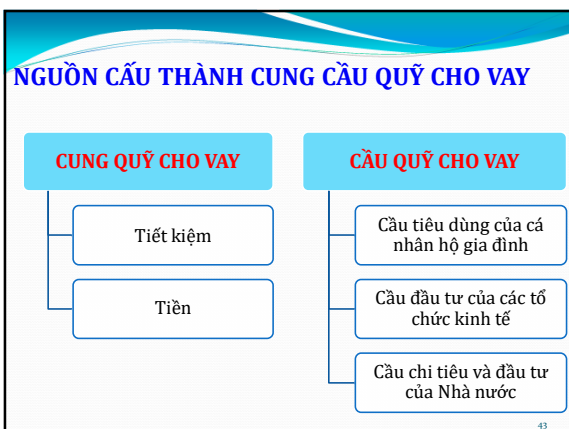 NGUỒN CẤU THÀNH CUNG CẦU QUỸ CHO VAY
CUNG QUỸ CHO VAY
Tiết kiệm
Tiền
CẦU QUỸ CHO VAY
Cầu tiêu dùng của cá
nhân hộ gia đình
Cầu đầu tư của các tổ
chức kinh tế
Cầu chi tiêu và đầu tư
của Nhà nước
43